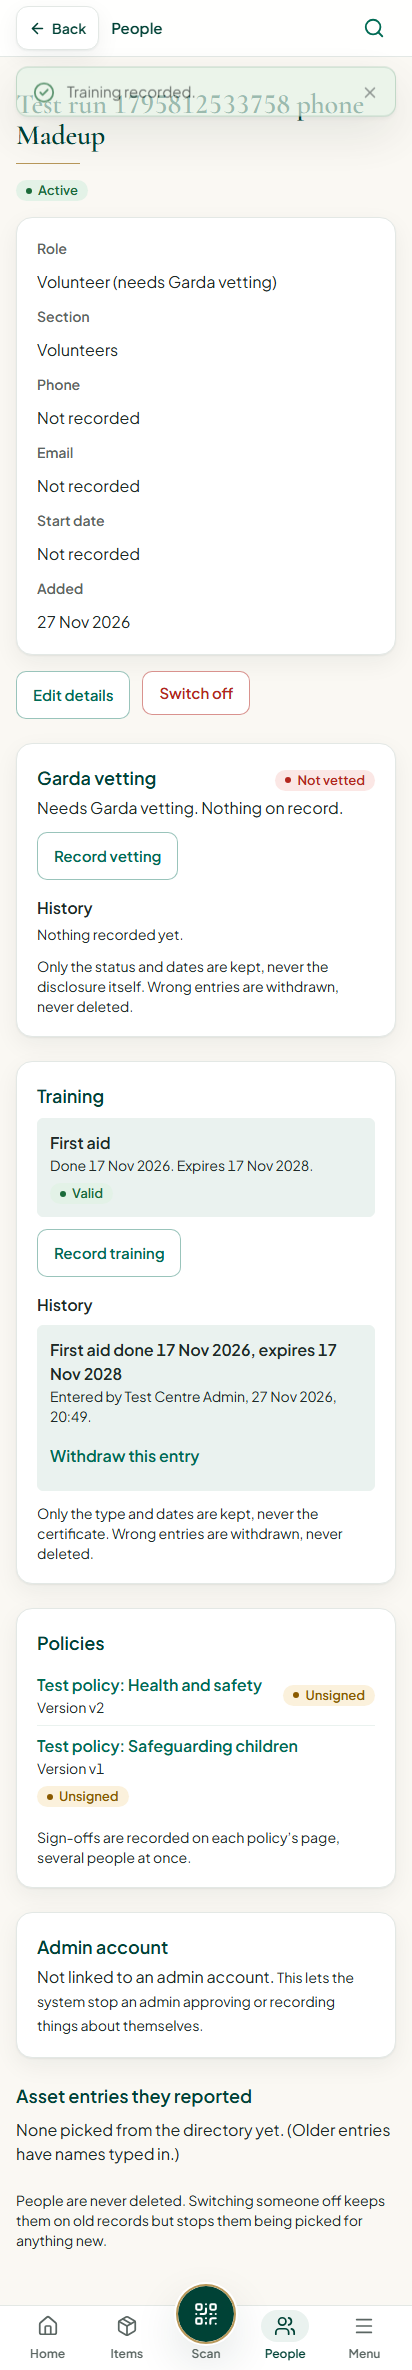 Back
People
Training recorded.
Test run 1795812533758 phone
Madeup
Active
Role
Volunteer (needs Garda vetting)
Section
Volunteers
Phone
Not recorded
Email
Not recorded
Start date
Not recorded
Added
27 Nov 2026
Edit details
Switch off
Garda vetting
Not vetted
Needs Garda vetting. Nothing on record.
Record vetting
History
Nothing recorded yet.
Only the status and dates are kept, never the
disclosure itself. Wrong entries are withdrawn,
never deleted.
Training
First aid
Done 17 Nov 2026. Expires 17 Nov 2028.
Valid
Record training
History
First aid done 17 Nov 2026, expires 17
Nov 2028
Entered by Test Centre Admin, 27 Nov 2026,
20:49.
Withdraw this entry
Only the type and dates are kept, never the
certificate. Wrong entries are withdrawn, never
deleted.
Policies
Test policy: Health and safety
Unsigned
Version v2
Test policy: Safeguarding children
Version v1
Unsigned
Sign-offs are recorded on each policy's page,
several people at once.
Admin account
Not linked to an admin account. This lets the
system stop an admin approving or recording
things about themselves.
Asset entries they reported
None picked from the directory yet. (Older entries
have names typed in.)
People are never deleted. Switching someone off keeps
them on old records but stops them being picked for
anything new.
Home
Items
Scan
People
Menu